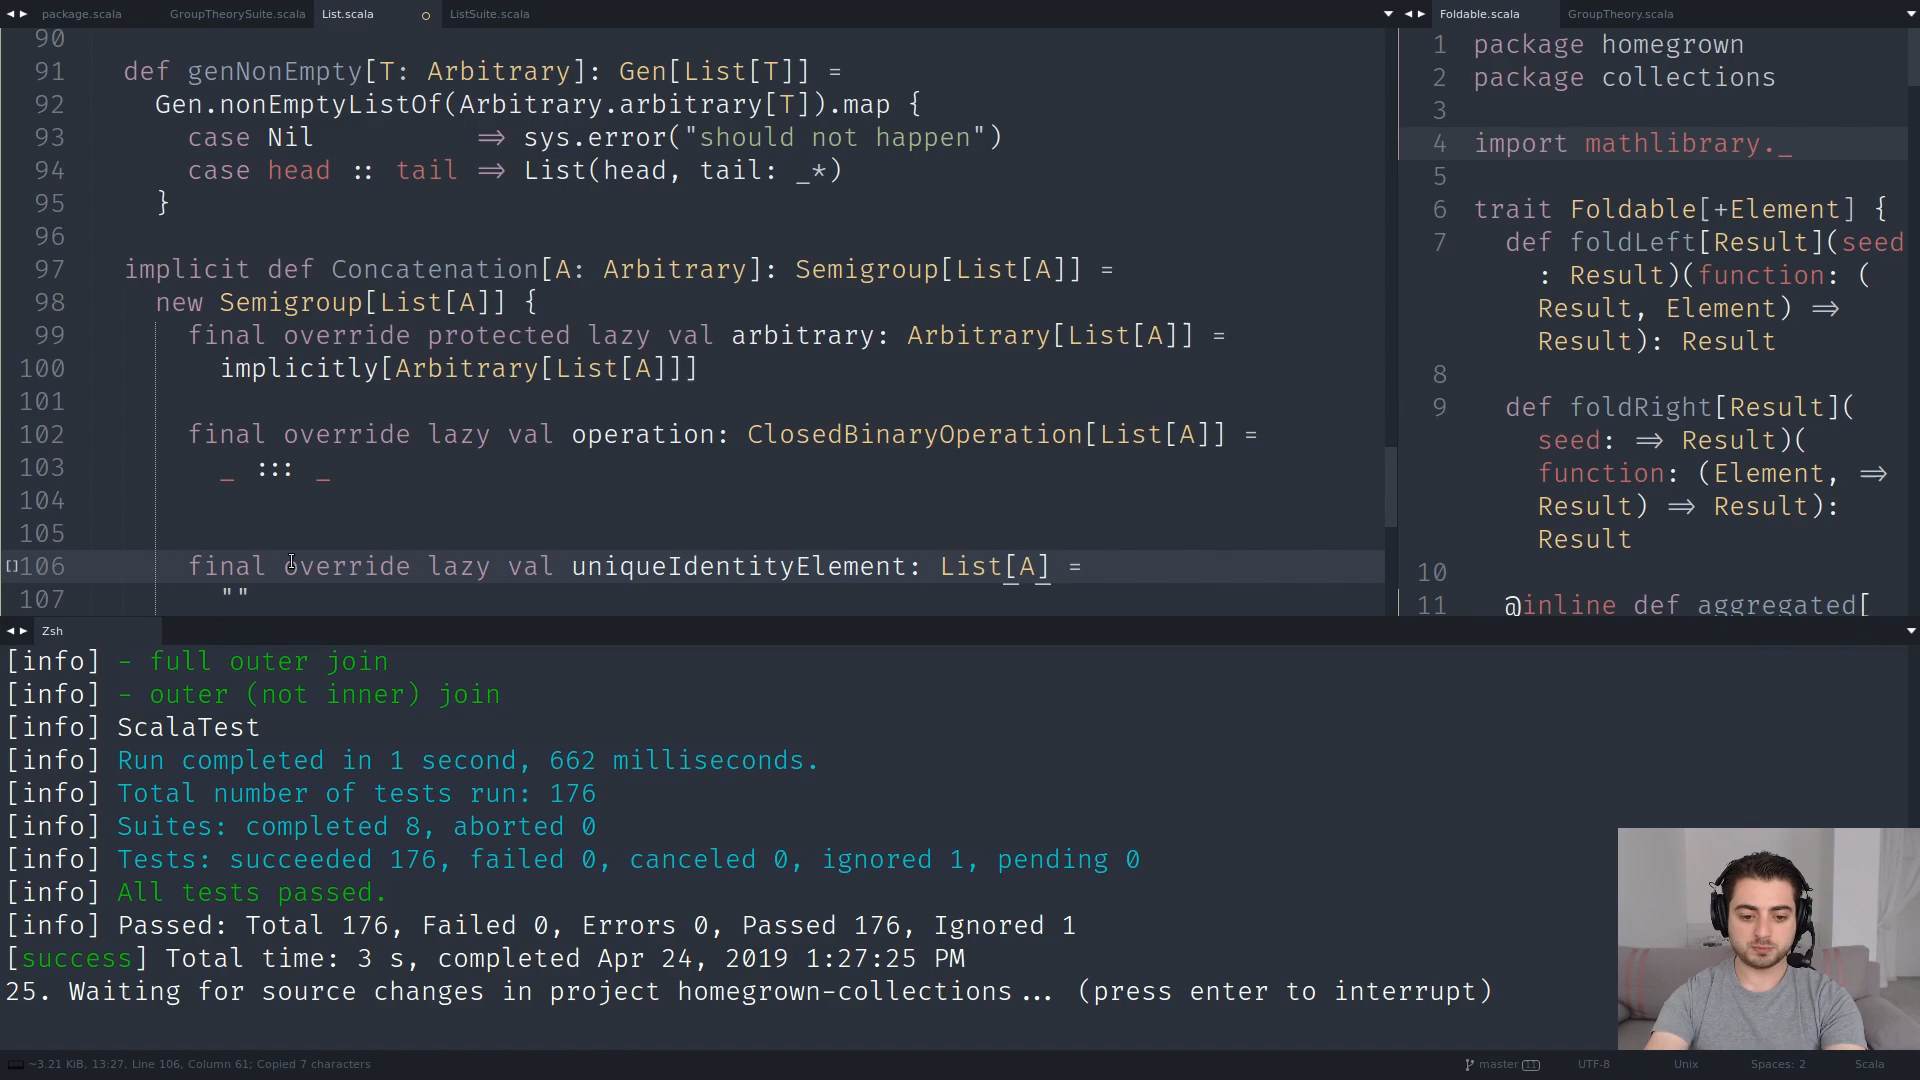 package.scala GroupTheorySuite.scala List.scala ListSuite.scala
90
91 def genNonEmpty[T: Arbitrary]: Gen[List[T]] =
92 Gen.nonEmptyListOf(Arbitrary.arbitrary[T]).map {
93 case Nil ⇒ sys.error("should not happen")
94 case head :: tail ⇒ List(head, tail: _*)
95 }
96
97 implicit def Concatenation[A: Arbitrary]: Semigroup[List[A]] =
98 new Semigroup[List[A]] {
99 final override protected lazy val arbitrary: Arbitrary[List[A]] =
100 implicitly[Arbitrary[List[A]]]
101
102 final override lazy val operation: ClosedBinaryOperation[List[A]] =
103 _ ::: _
104
105
[]106 final override lazy val uniqueIdentityElement: List[A] =
107 ""
Foldable.scala GroupTheory.scala
1 package homegrown
2 package collections
3
4 import mathlibrary._
5
6 trait Foldable[+Element] {
7 def foldLeft[Result](seed
: Result)(function: (
Result, Element) ⇒
Result): Result
8
9 def foldRight[Result](
seed: ⇒ Result)(
function: (Element, ⇒
Result) ⇒ Result):
Result
10
11 @inline def aggregated[
Zsh
[info] - full outer join
[info] - outer (not inner) join
[info] ScalaTest
[info] Run completed in 1 second, 662 milliseconds.
[info] Total number of tests run: 176
[info] Suites: completed 8, aborted 0
[info] Tests: succeeded 176, failed 0, canceled 0, ignored 1, pending 0
[info] All tests passed.
[info] Passed: Total 176, Failed 0, Errors 0, Passed 176, Ignored 1
[success] Total time: 3 s, completed Apr 24, 2019 1:27:25 PM
25. Waiting for source changes in project homegrown-collections... (press enter to interrupt)
~3.21 KiB, 13:27, Line 106, Column 61; Copied 7 characters master 11 UTF-8 Unix Spaces: 2 Scala